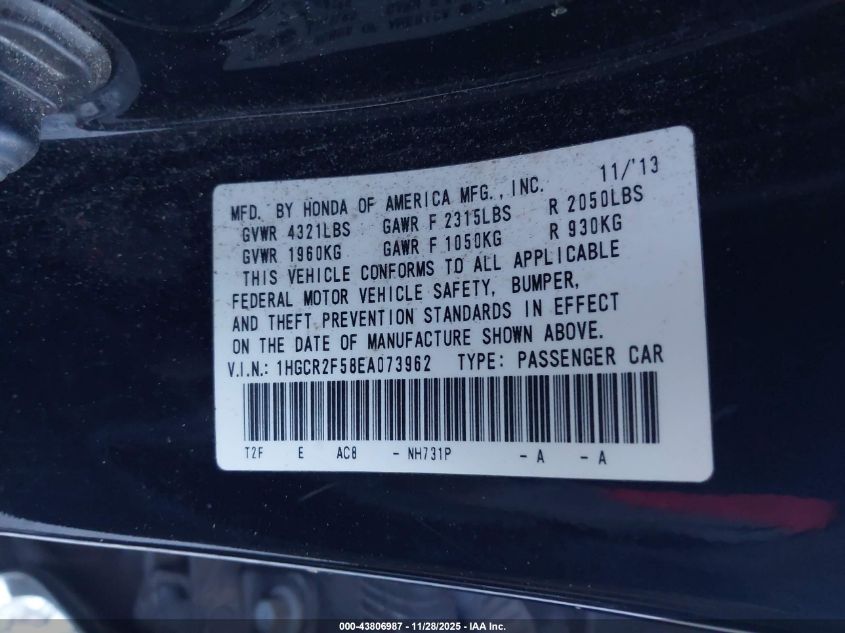 MFD. BY HONDA OF AMERICA MFG., INC. 11/'13
GVWR 4321LBS GAWR F 2315LBS R 2050LBS
GVWR 1960KG GAWR F 1050KG R 930KG
THIS VEHICLE CONFORMS TO ALL APPLICABLE
FEDERAL MOTOR VEHICLE SAFETY, BUMPER,
AND THEFT PREVENTION STANDARDS IN EFFECT
ON THE DATE OF MANUFACTURE SHOWN ABOVE.
V.I.N.: 1HGCR2F58EA073962 TYPE: PASSENGER CAR
T2F E AC8 - NH731P - A - A
000-43806987 - 11/28/2025 - IAA Inc.